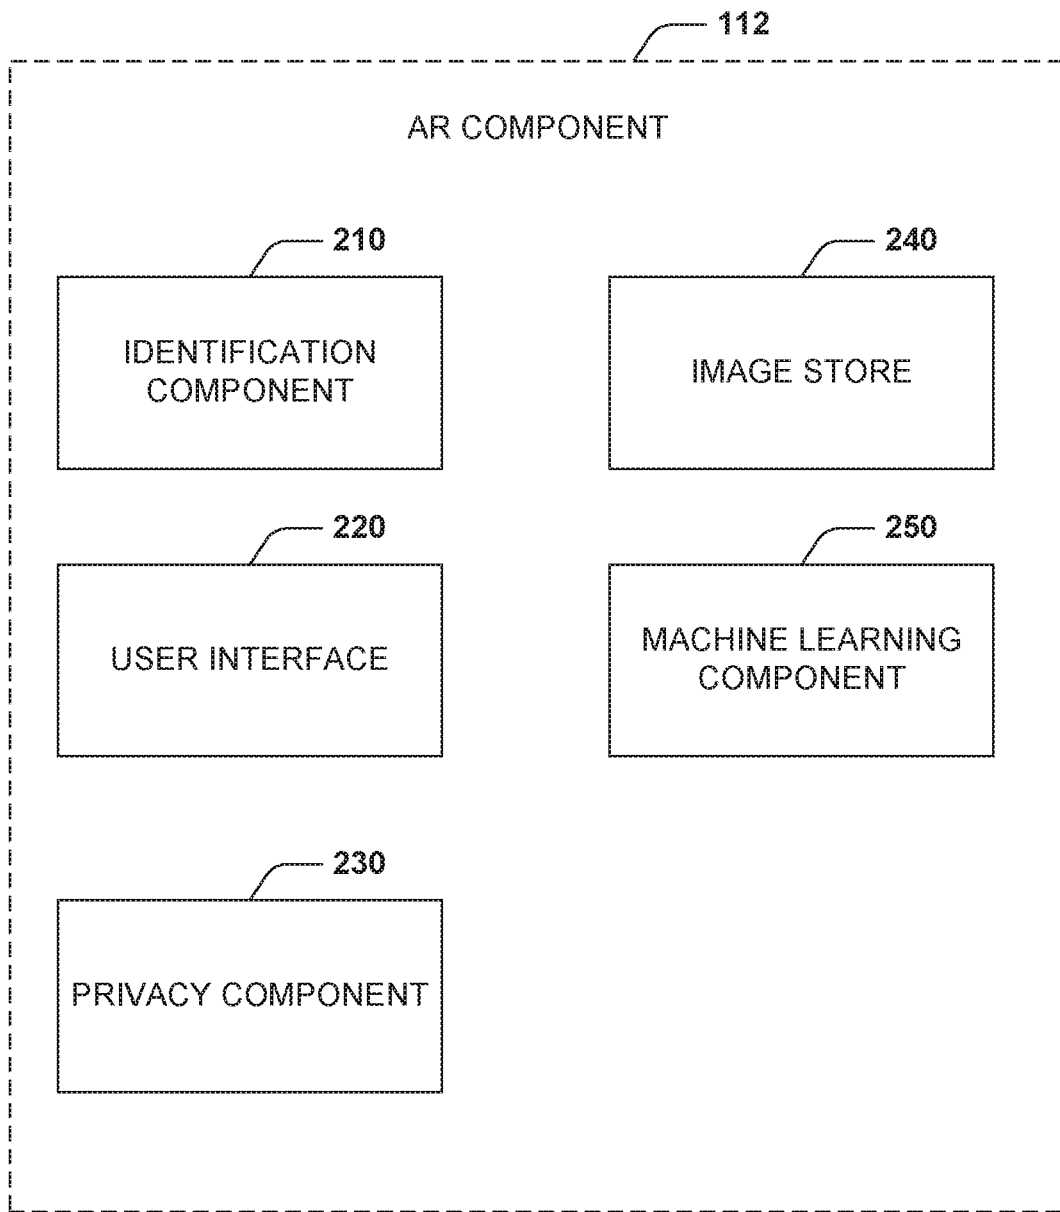 112
AR COMPONENT
210
IDENTIFICATION
COMPONENT
240
IMAGE STORE
220
USER INTERFACE
250
MACHINE LEARNING
COMPONENT
230
PRIVACY COMPONENT